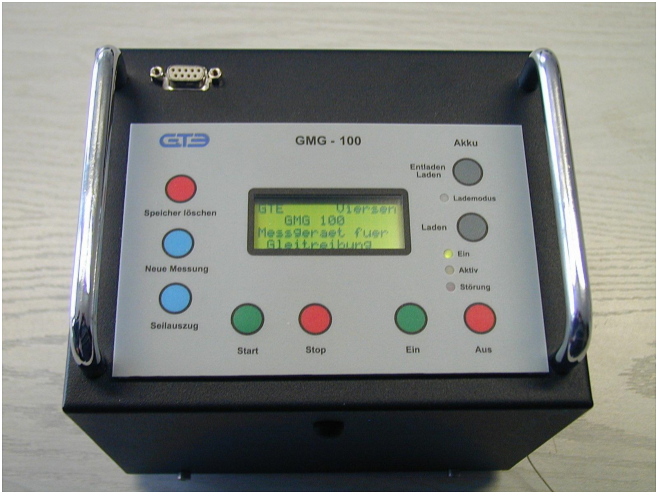 GTE
GMG - 100
Akku
Entladen
Laden
Lademodus
Speicher löschen
GTE Viersen
GMG 100
Messgeraet fuer
Gleitreibung
Laden
Neue Messung
Ein
Aktiv
Störung
Seilauszug
Start
Stop
Ein
Aus